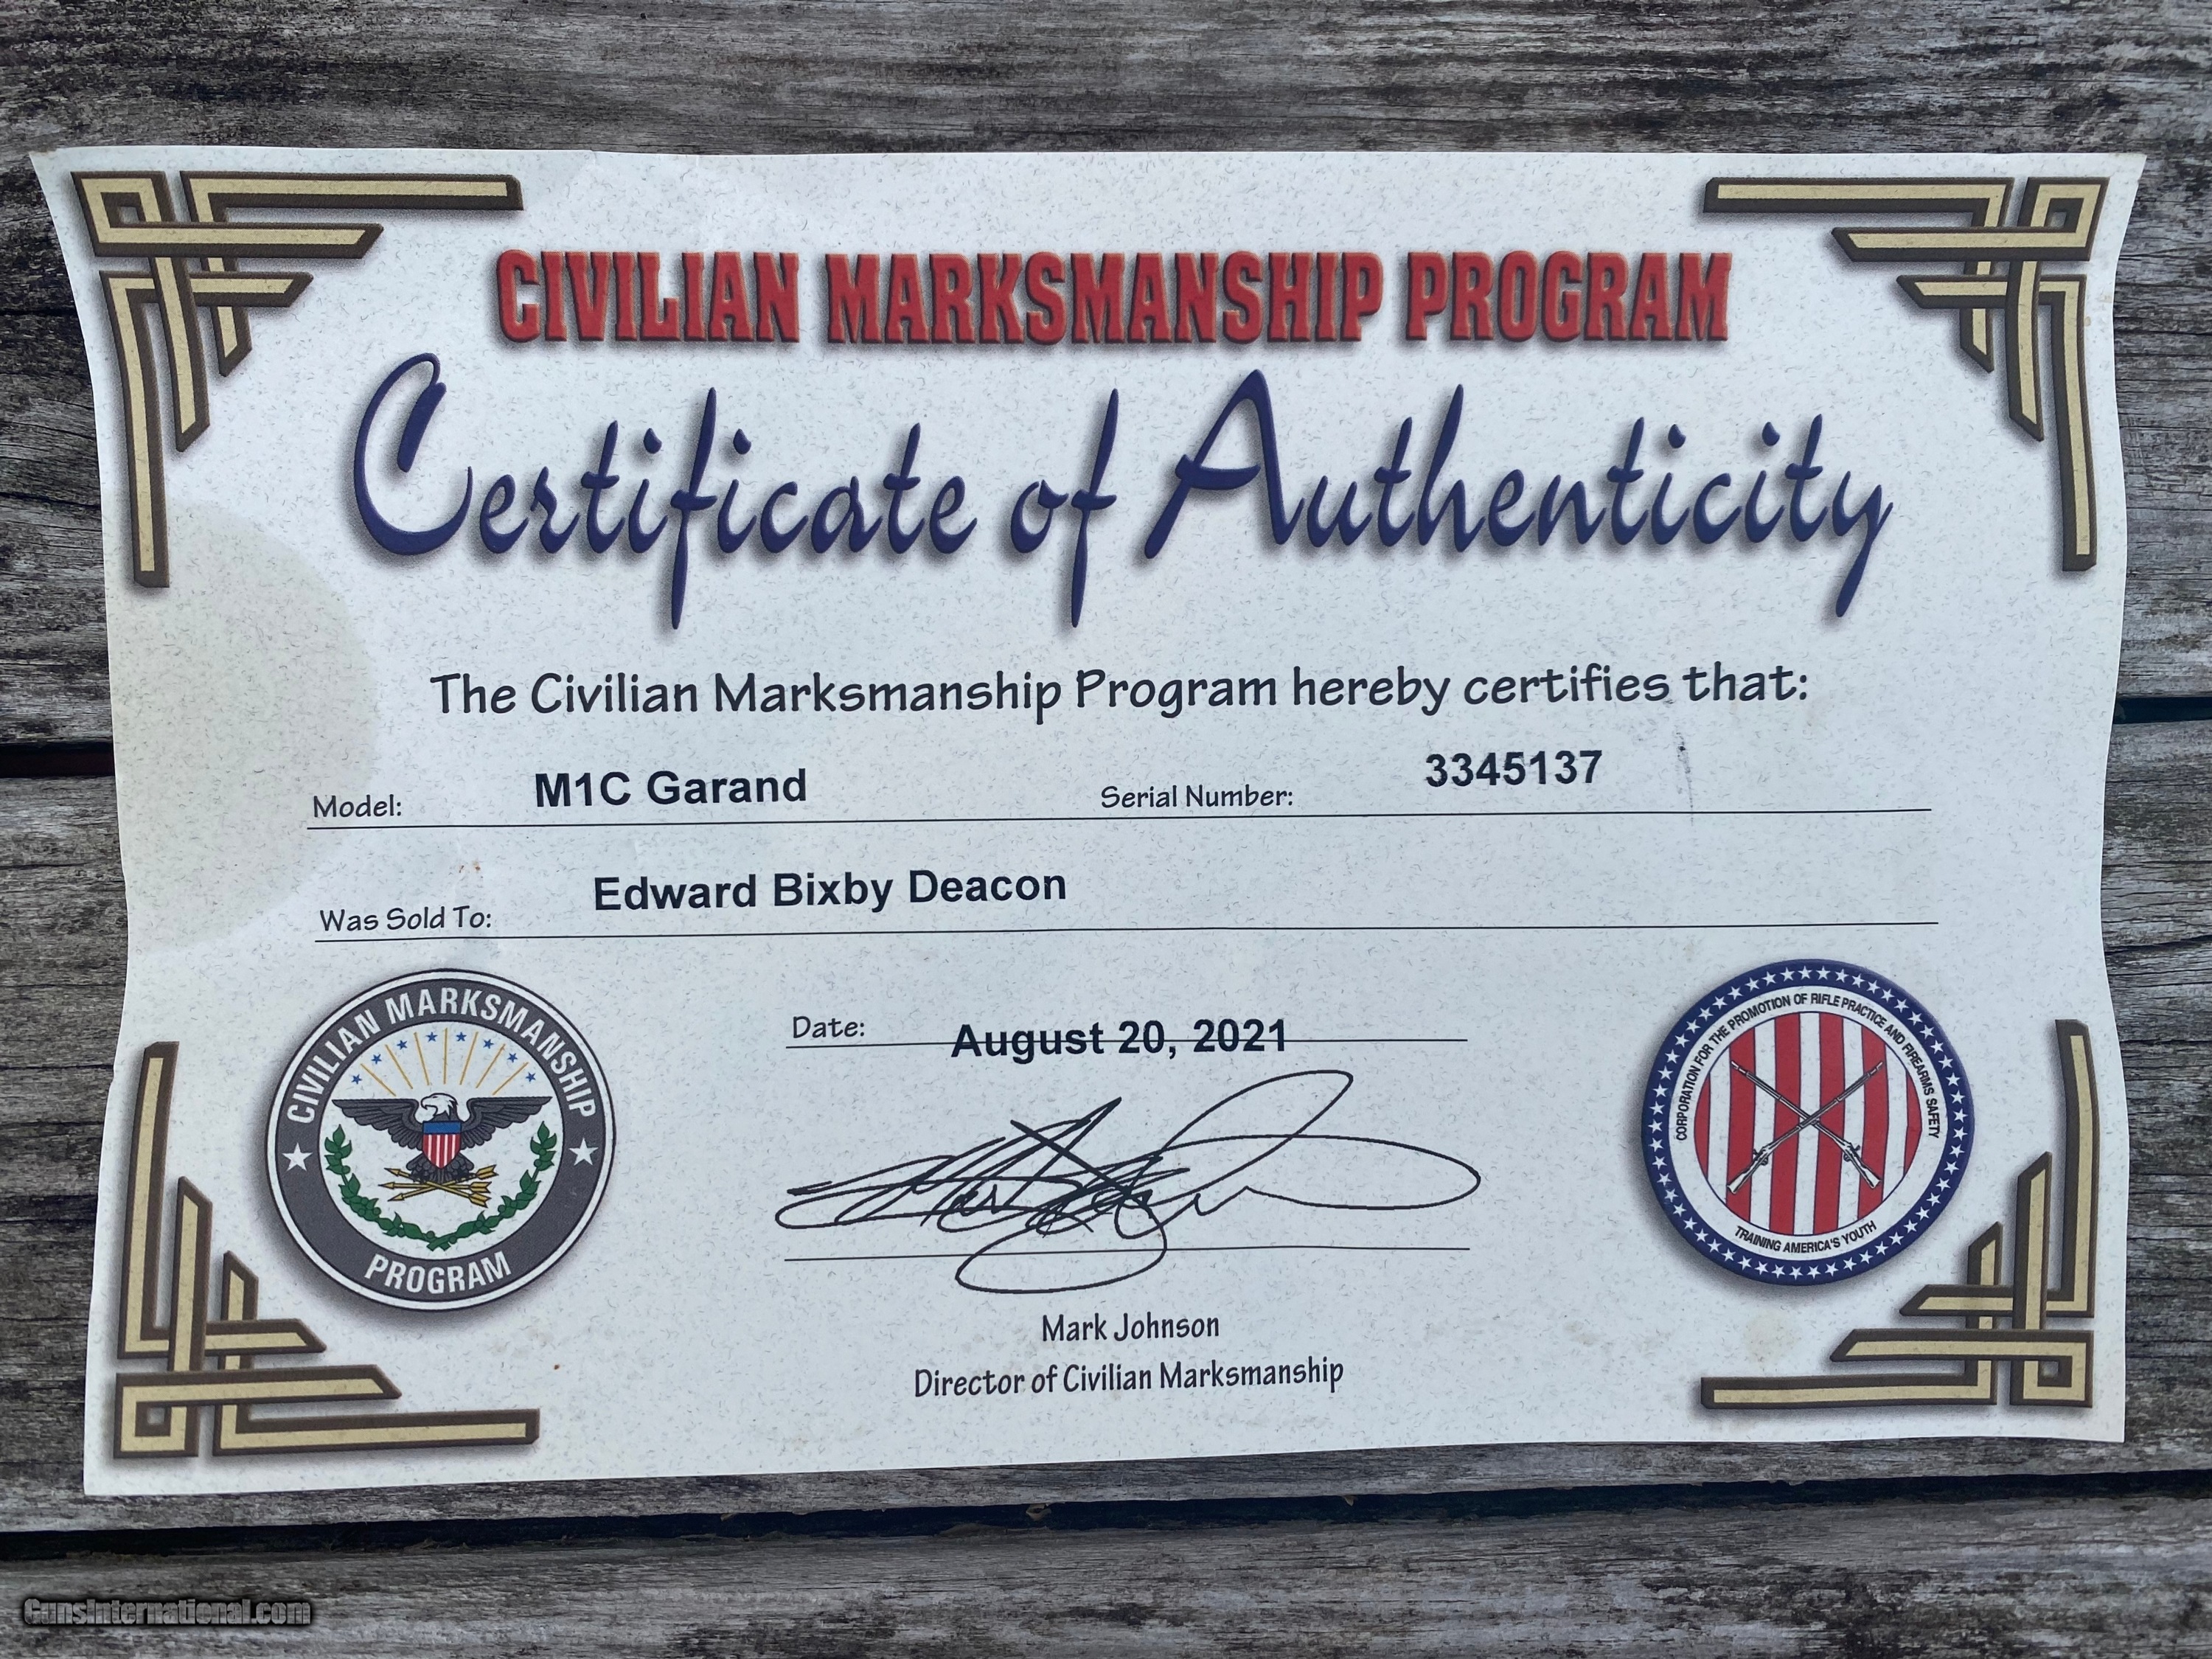 CIVILIAN MARKSMANSHIP PROGRAM
Certificate of Authenticity
The Civilian Marksmanship Program hereby certifies that:
Model: M1C Garand Serial Number: 3345137
Was Sold To: Edward Bixby Deacon
Date: August 20, 2021
CIVILIAN MARKSMANSHIP
PROGRAM
CORPORATION FOR THE PROMOTION OF RIFLE PRACTICE AND FIREARMS SAFETY
TRAINING AMERICA'S YOUTH
Mark Johnson
Director of Civilian Marksmanship
GunsInternational.com